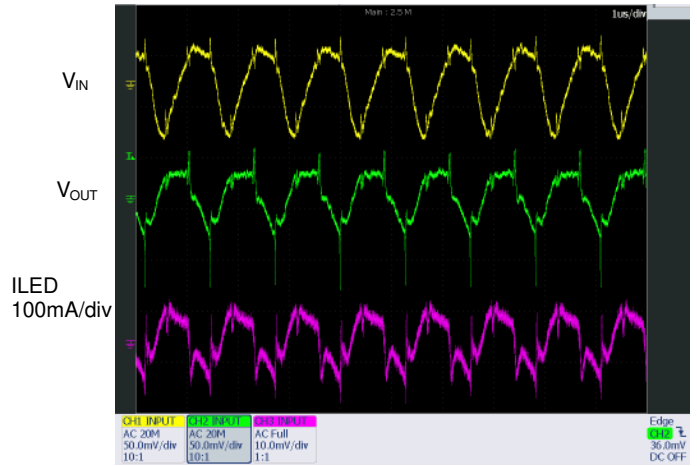 Main : 2.5 M
1us/div
VIN
VOUT
ILED
100mA/div
CH1 INPUT
AC 20M
50.0mV/div
10:1
CH2 INPUT
AC 20M
50.0mV/div
10:1
CH3 INPUT
AC Full
10.0mV/div
1:1
Edge
CH2
36.0mV
DC OFF